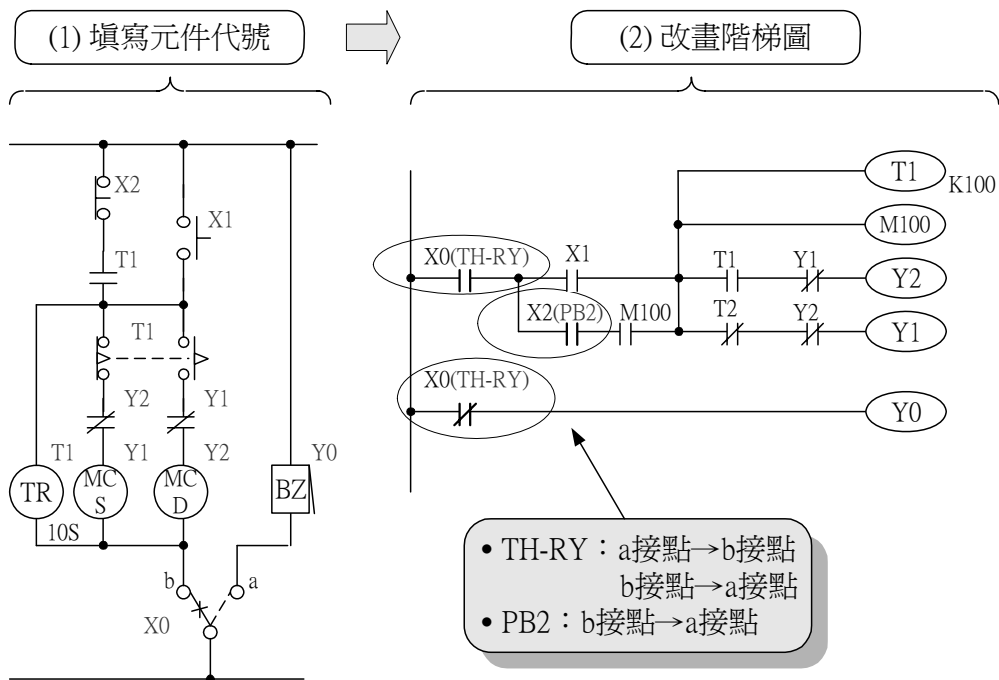 (1) 填寫元件代號
(2) 改畫階梯圖
X2
X1
T1
T1
Y2
Y1
T1
Y1
Y2
Y0
TR
MC
S
MC
D
BZ
10S
b
a
X0
T1
K100
M100
X0(TH-RY)
X1
T1
Y1
Y2
X2(PB2)
M100
T2
Y2
Y1
X0(TH-RY)
Y0
• TH-RY：a接點→b接點
b接點→a接點
• PB2：b接點→a接點